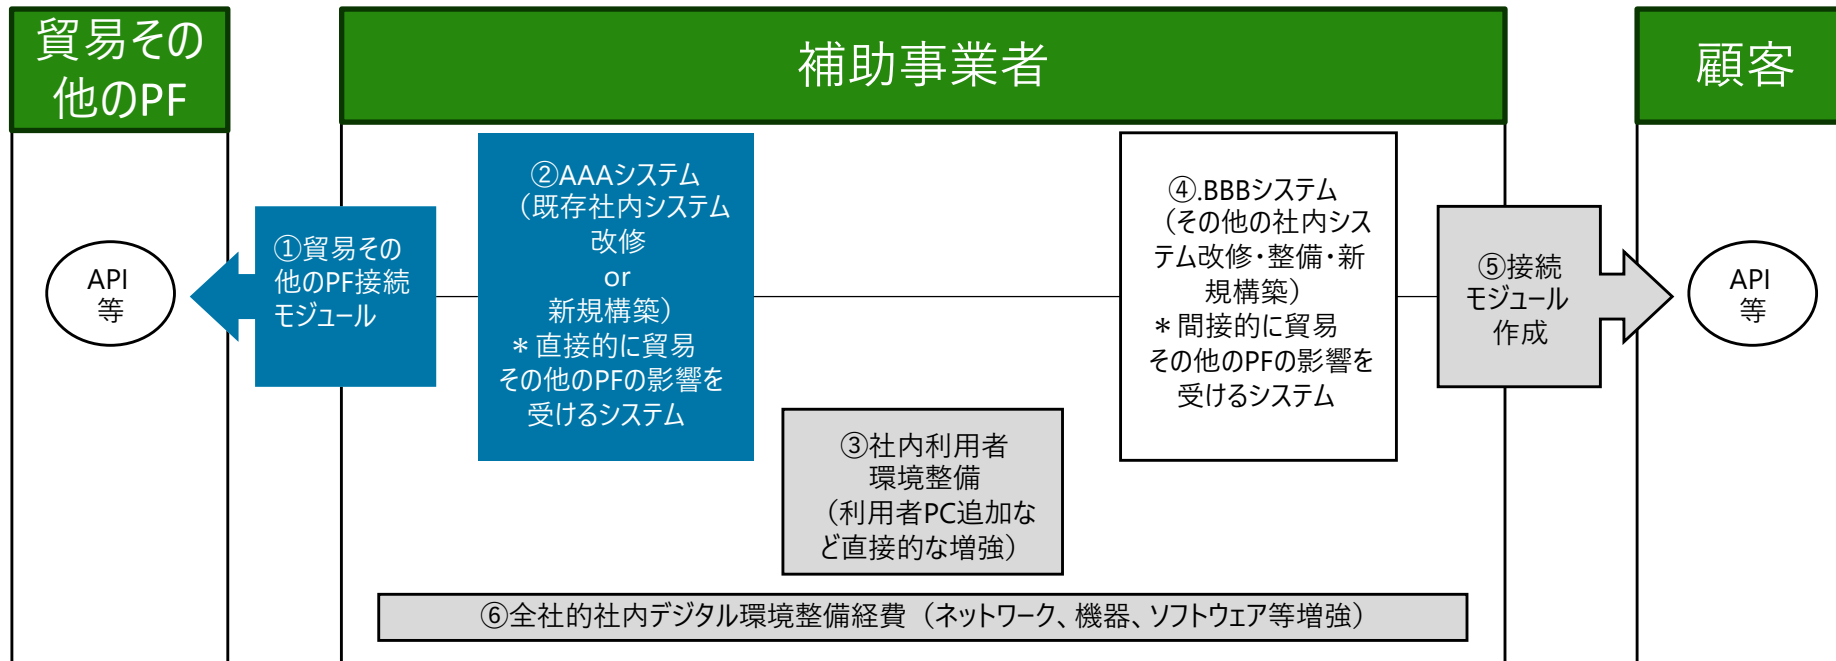 貿易その
他のPF
補助事業者
顧客
API
等
①貿易その
他のPF接続
モジュール
②AAAシステム
（既存社内システム
改修
or
新規構築）
＊直接的に貿易
その他のPFの影響を
受けるシステム
③社内利用者
環境整備
（利用者PC追加な
ど直接的な増強）
④.BBBシステム
（その他の社内シス
テム改修・整備・新
規構築）
＊間接的に貿易
その他のPFの影響を
受けるシステム
⑤接続
モジュール
作成
API
等
⑥全社的社内デジタル環境整備経費（ネットワーク、機器、ソフトウェア等増強）